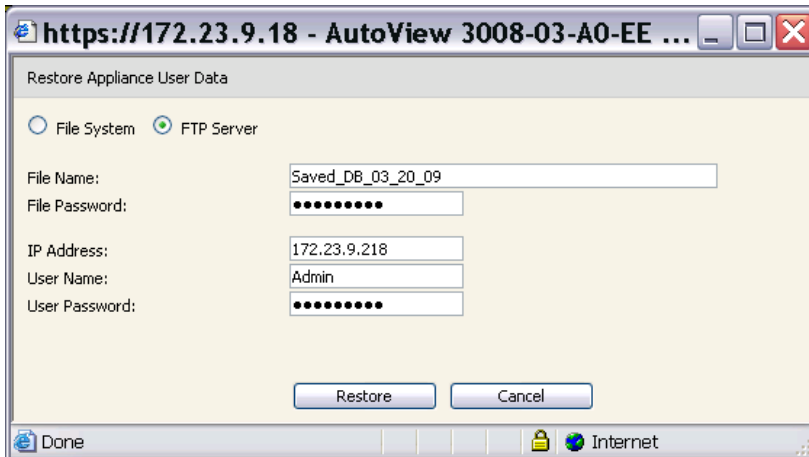 https://172.23.9.18 - AutoView 3008-03-A0-EE ...
Restore Appliance User Data
File System FTP Server
File Name: Saved_DB_03_20_09
File Password: •••••••••
IP Address: 172.23.9.218
User Name: Admin
User Password: •••••••••
Restore Cancel
Done Internet